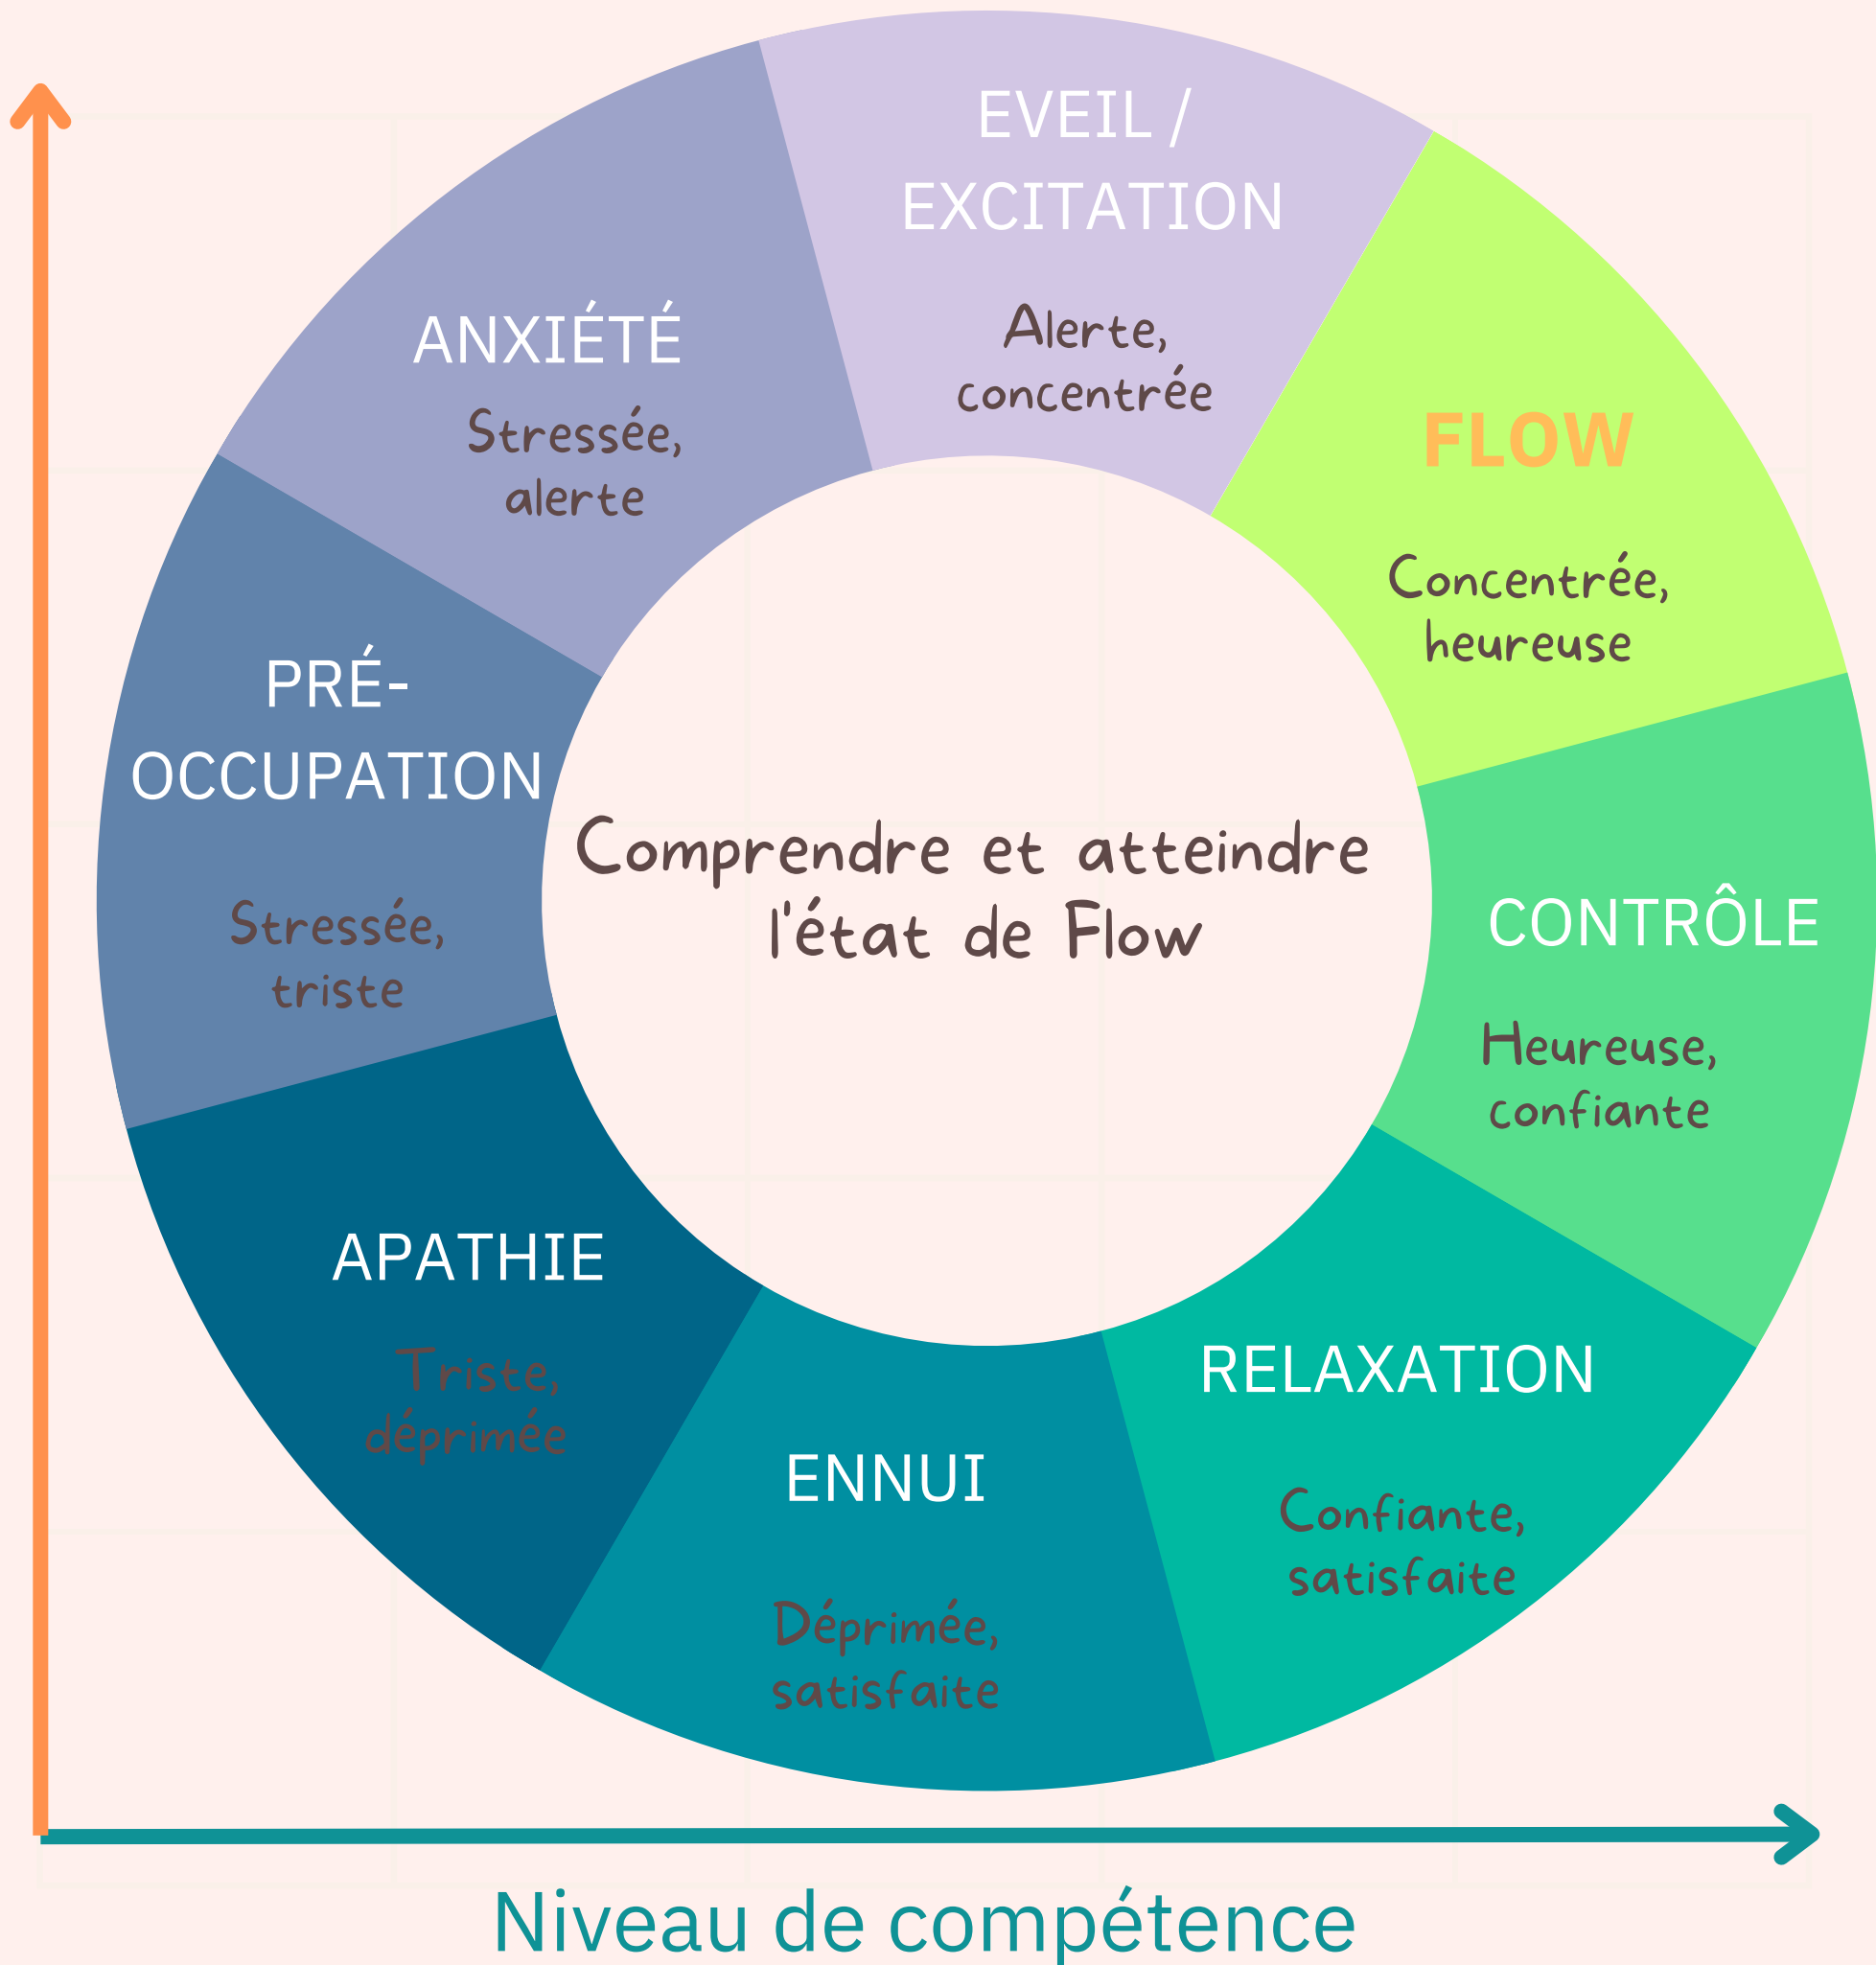 EVEIL /
EXCITATION
Alerte,
concentrée
FLOW
Concentrée,
heureuse
CONTRÔLE
Heureuse,
confiante
RELAXATION
Confiante,
satisfaite
ENNUI
Déprimée,
satisfaite
APATHIE
Triste,
déprimée
PRÉ-
OCCUPATION
Stressée,
triste
ANXIÉTÉ
Stressée,
alerte
Comprendre et atteindre
l'état de Flow
Niveau de compétence